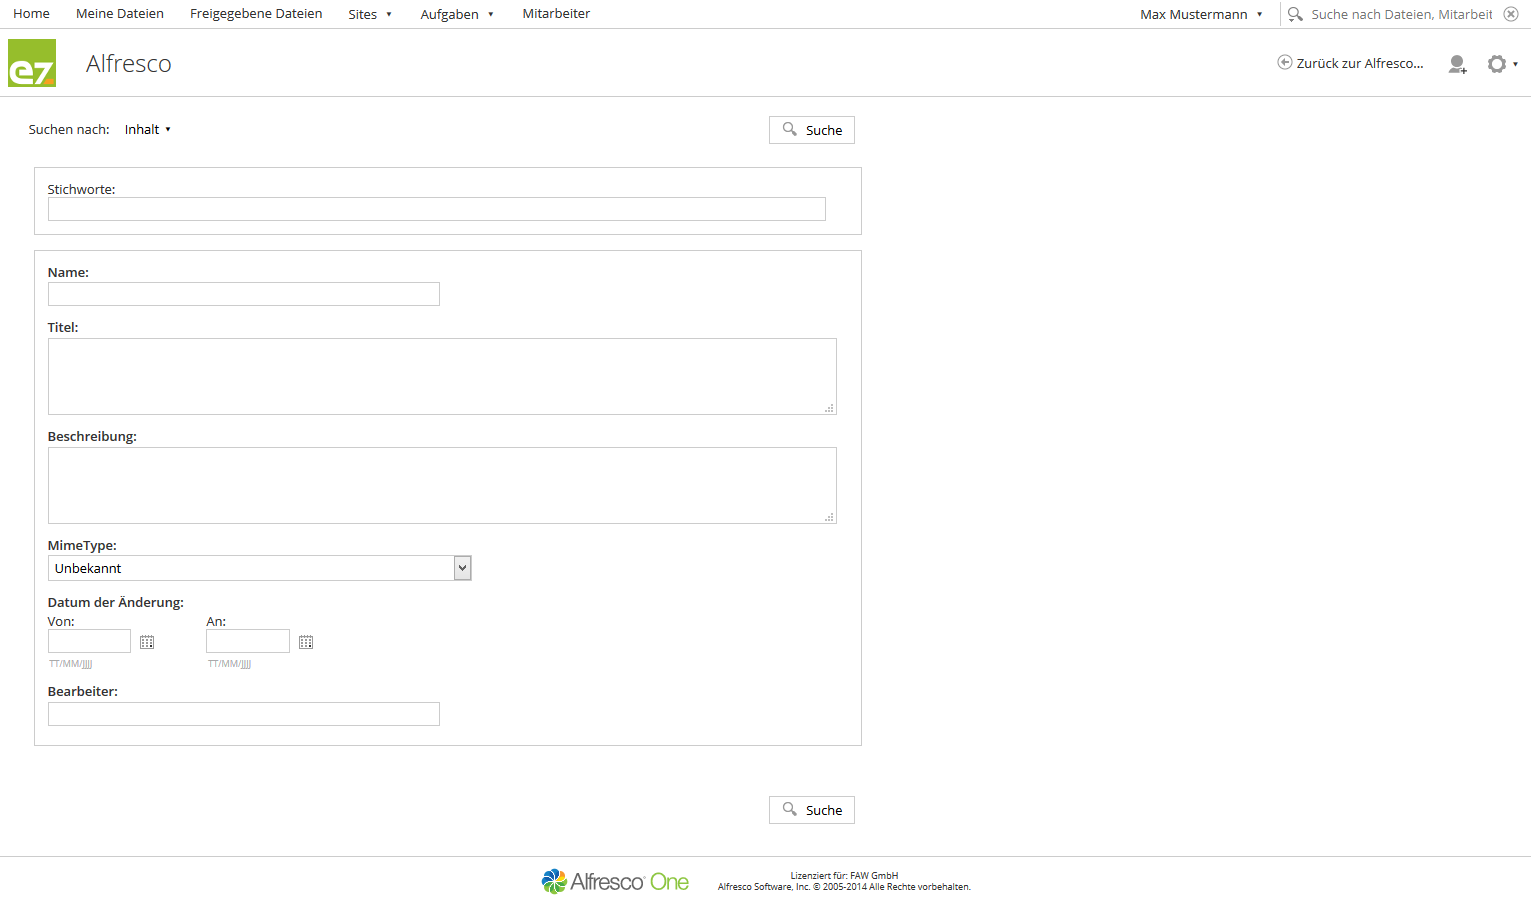 Home Meine Dateien Freigegebene Dateien Sites Aufgaben Mitarbeiter Max Mustermann Suche nach Dateien, Mitarbeit
ez Alfresco Zurück zur Alfresco...
Suchen nach: Inhalt Suche
Stichworte:
Name:
Titel:
Beschreibung:
MimeType:
Unbekannt
Datum der Änderung:
Von: An:
TT/MM/JJJJ TT/MM/JJJJ
Bearbeiter:
Suche
Alfresco One
Lizenziert für: FAW GmbH
Alfresco Software, Inc. © 2005-2014 Alle Rechte vorbehalten.